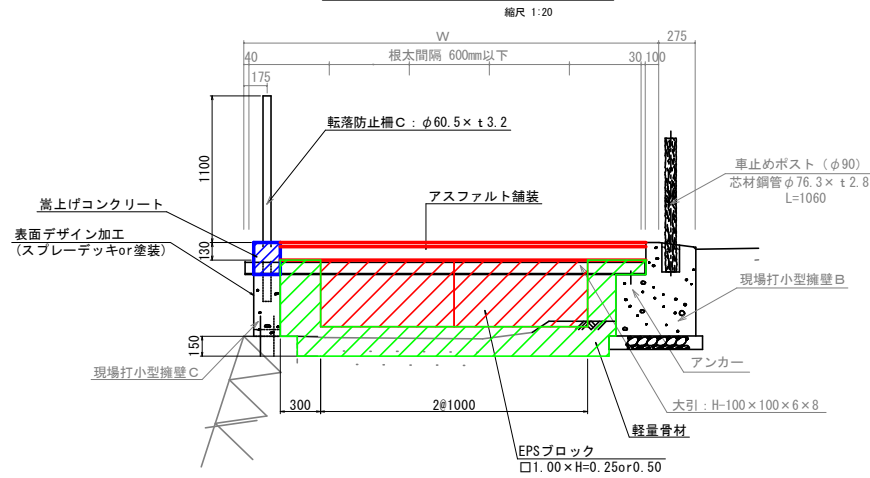 縮尺 1:20
W
275
根太間隔 600mm以下
40
30
100
175
1100
130
150
転落防止柵C：φ60.5×t3.2
アスファルト舗装
嵩上げコンクリート
表面デザイン加工
(スプレーデッキor塗装)
車止めポスト（φ90）
芯材鋼管φ76.3×t2.8
L=1060
現場打小型擁壁B
現場打小型擁壁C
アンカー
大引：H-100×100×6×8
300
2@1000
軽量骨材
EPSブロック
□1.00×H=0.25or0.50